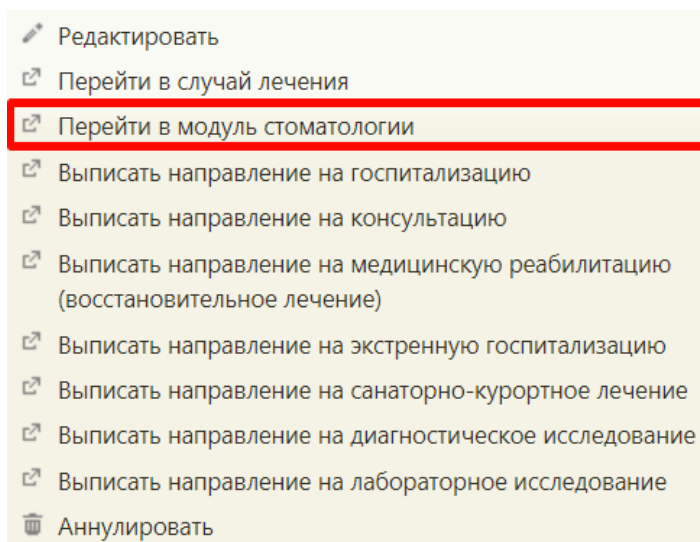 Редактировать
Перейти в случай лечения
Перейти в модуль стоматологии
Выписать направление на госпитализацию
Выписать направление на консультацию
Выписать направление на медицинскую реабилитацию
(восстановительное лечение)
Выписать направление на экстренную госпитализацию
Выписать направление на санаторно-курортное лечение
Выписать направление на диагностическое исследование
Выписать направление на лабораторное исследование
Аннулировать